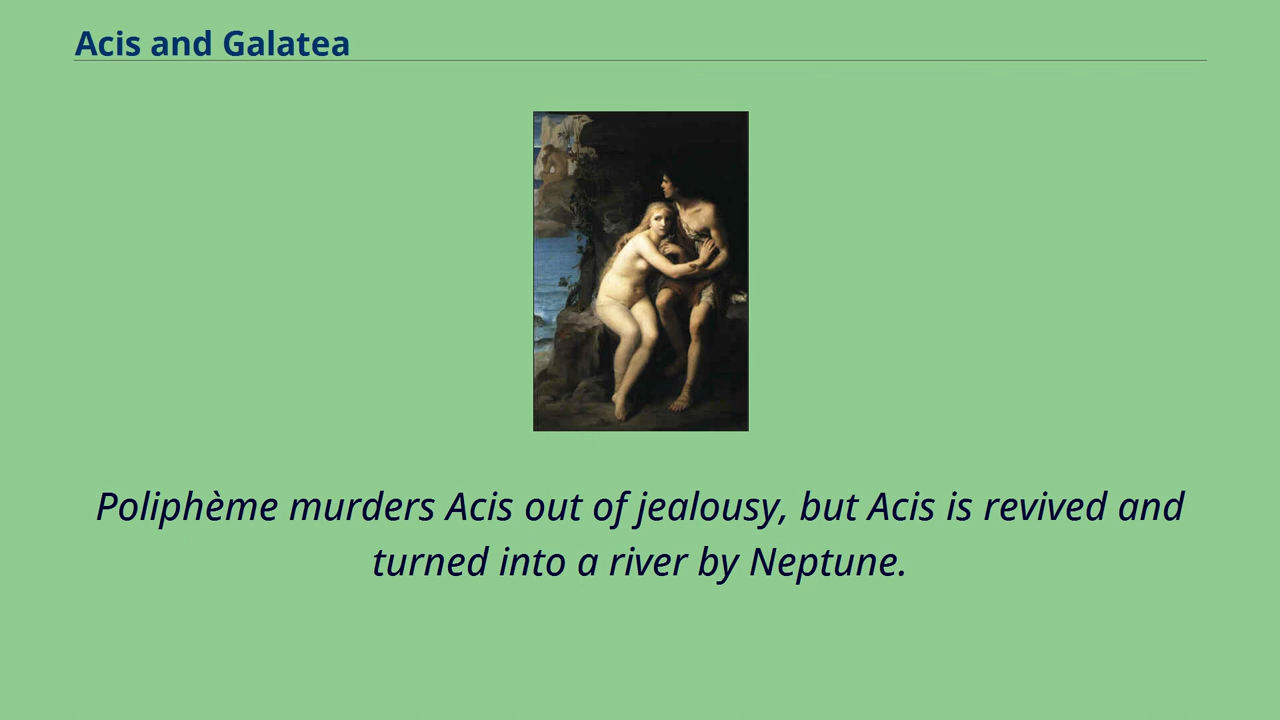 Acis and Galatea
Poliphème murders Acis out of jealousy, but Acis is revived and
turned into a river by Neptune.